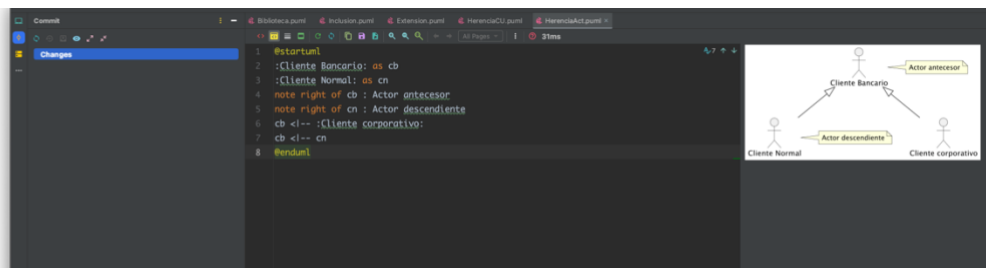 Commit
Biblioteca.puml Inclusion.puml Extension.puml HerenciaCU.puml HerenciaAct.puml ×
All Pages 31ms
Changes
1 @startuml
2 :Cliente Bancario: as cb
3 :Cliente Normal: as cn
4 note right of cb : Actor antecesor
5 note right of cn : Actor descendiente
6 cb <|-- :Cliente corporativo:
7 cb <|-- cn
8 @enduml
7
Actor antecesor
Cliente Bancario
Actor descendiente
Cliente Normal
Cliente corporativo